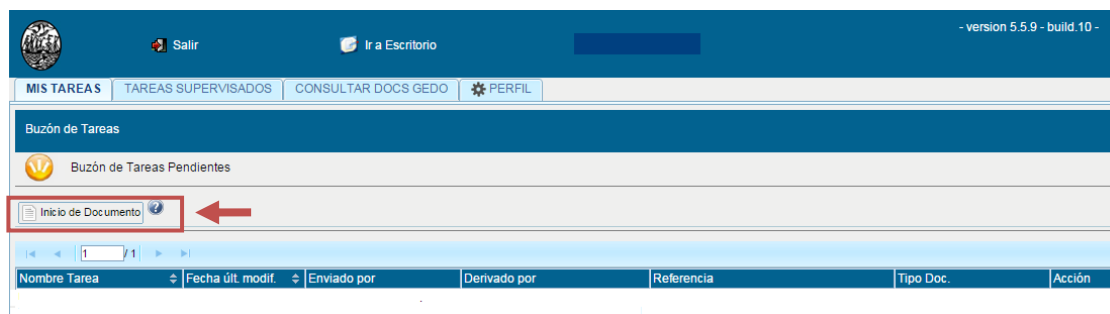 - version 5.5.9 - build.10 -
Salir
Ir a Escritorio
MIS TAREAS TAREAS SUPERVISADOS CONSULTAR DOCS GEDO PERFIL
Buzón de Tareas
Buzón de Tareas Pendientes
Inicio de Documento
1 / 1
Nombre Tarea Fecha últ. modif. Enviado por Derivado por Referencia Tipo Doc. Acción